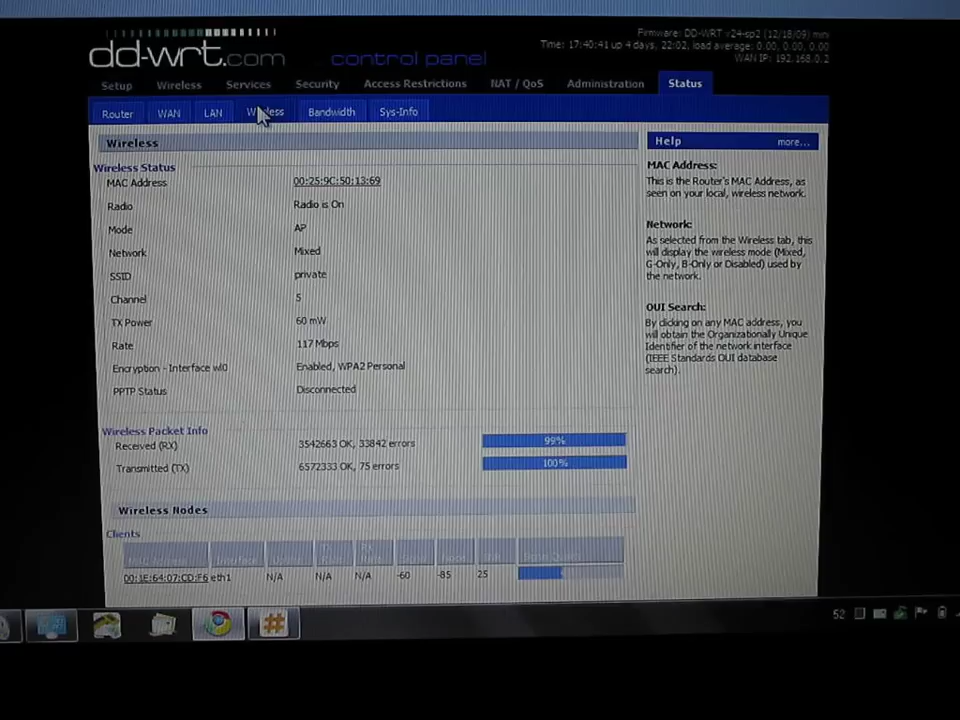 Firmware: DD-WRT v24-sp2 (12/18/09) mini
Time: 17:40:41 up 4 days, 22:02, load average: 0.00, 0.00, 0.00
WAN IP: 192.168.0.2
dd-wrt.com control panel
Setup Wireless Services Security Access Restrictions NAT / QoS Administration Status
Router WAN LAN Wireless Bandwidth Sys-Info
Wireless
Wireless Status
MAC Address 00:25:9C:50:13:69
Radio Radio is On
Mode AP
Network Mixed
SSID private
Channel 5
TX Power 60 mW
Rate 117 Mbps
Encryption - Interface wl0 Enabled, WPA2 Personal
PPTP Status Disconnected
Wireless Packet Info
Received (RX) 3542663 OK, 33842 errors 99%
Transmitted (TX) 6572333 OK, 75 errors 100%
Wireless Nodes
Clients
00:1E:64:07:CD:F6 eth1 N/A N/A N/A -60 -85 25
Help more...
MAC Address:
This is the Router's MAC Address, as
seen on your local, wireless network.
Network:
As selected from the Wireless tab, this
will display the wireless mode (Mixed,
G-Only, B-Only or Disabled) used by
the network.
OUI Search:
By clicking on any MAC address, you
will obtain the Organizationally Unique
Identifier of the network interface
(IEEE Standards OUI database
search).
52